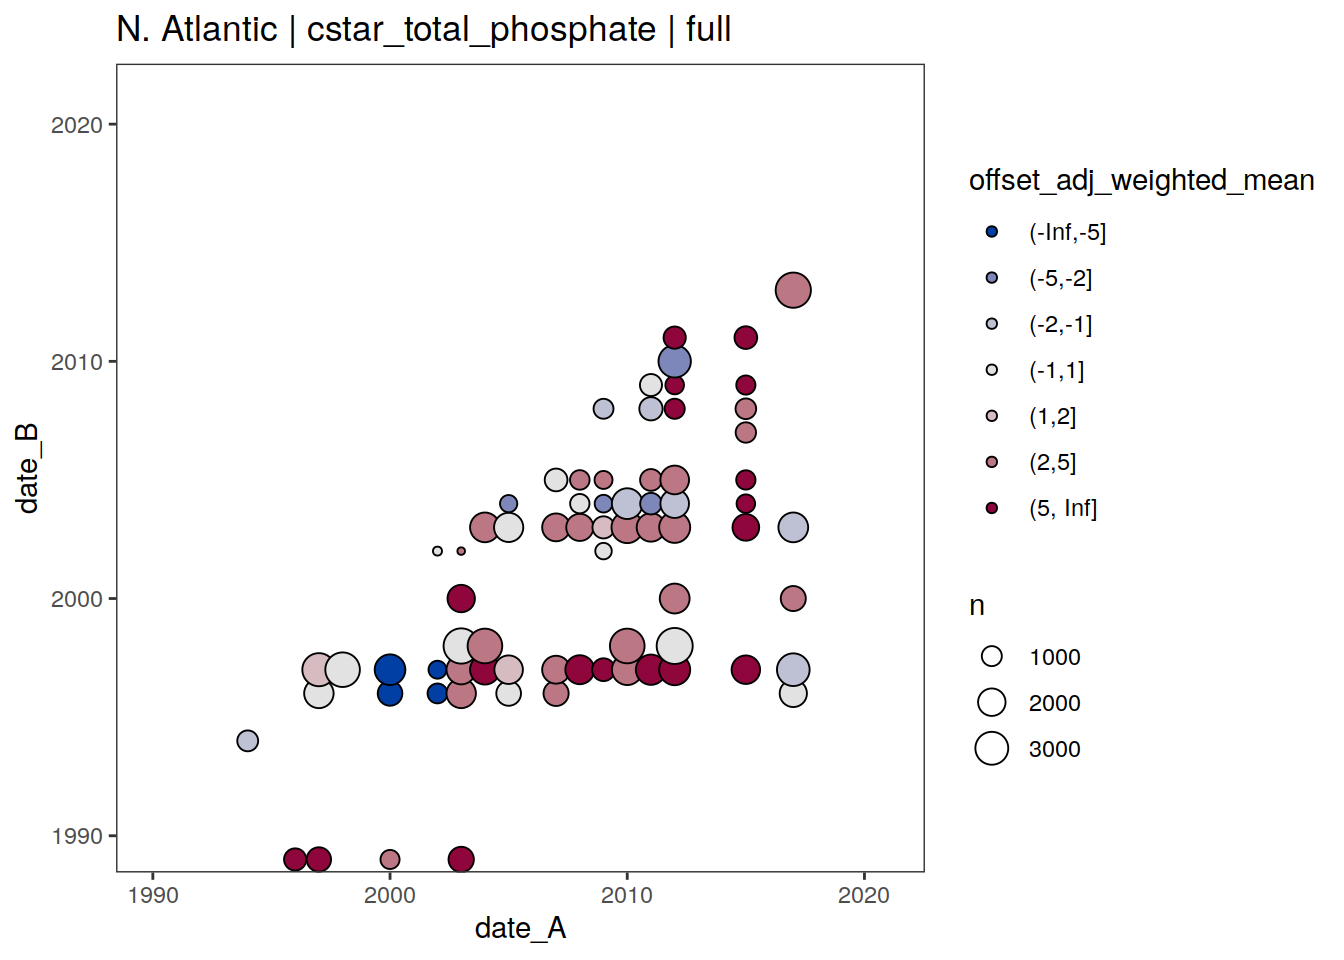 N. Atlantic | cstar_total_phosphate | full
2020
2010
2000
1990
date_B
1990
2000
2010
2020
date_A
offset_adj_weighted_mean
(-Inf,-5]
(-5,-2]
(-2,-1]
(-1,1]
(1,2]
(2,5]
(5, Inf]
n
1000
2000
3000